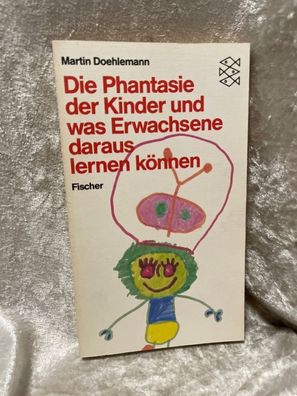 Martin Doehlemann
Die Phantasie
der Kinder und
was Erwachsene
daraus
lernen können
Fischer